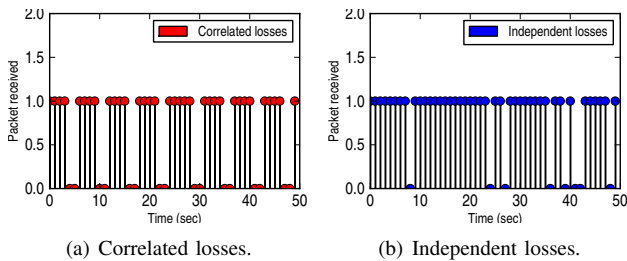 2.0
1.5
1.0
0.5
0.0
Packet received
Correlated losses
0 10 20 30 40 50
Time (sec)
(a) Correlated losses.
2.0
1.5
1.0
0.5
0.0
Packet received
Independent losses
0 10 20 30 40 50
Time (sec)
(b) Independent losses.